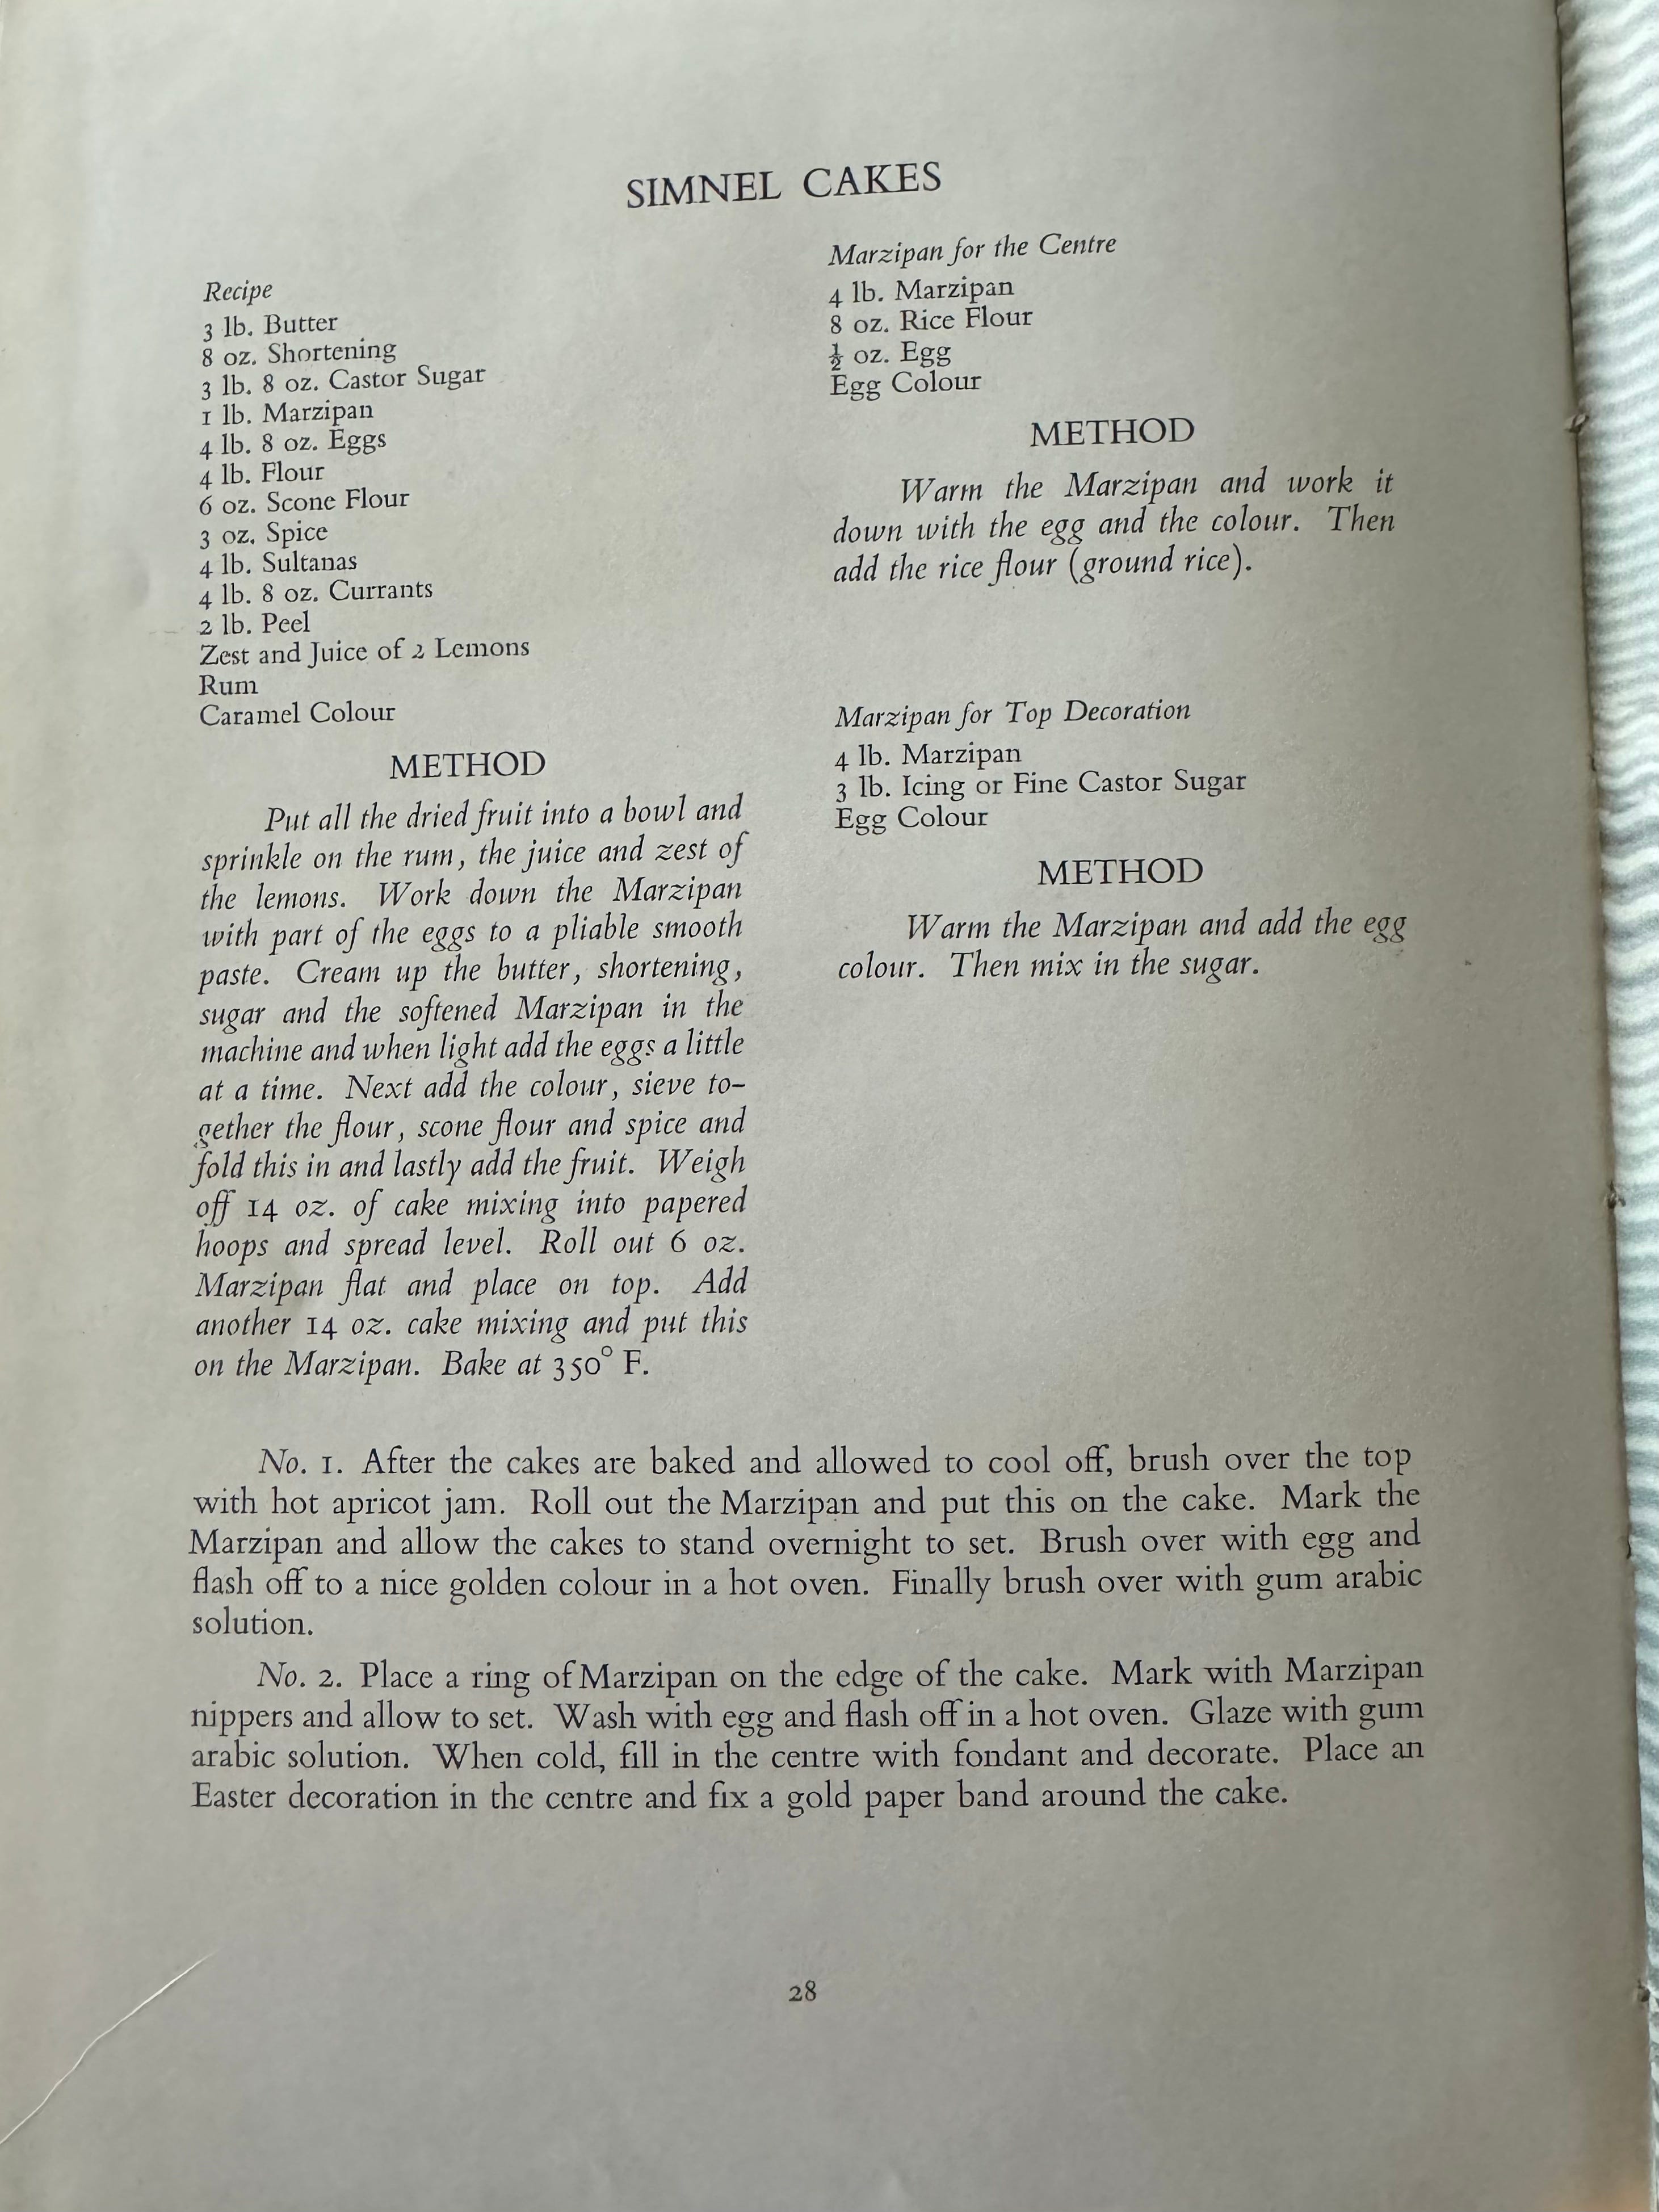 SIMNEL CAKES
Recipe
3 lb. Butter
8 oz. Shortening
3 lb. 8 oz. Castor Sugar
1 lb. Marzipan
4 lb. 8 oz. Eggs
4 lb. Flour
6 oz. Scone Flour
3 oz. Spice
4 lb. Sultanas
4 lb. 8 oz. Currants
2 lb. Peel
Zest and Juice of 2 Lemons
Rum
Caramel Colour
METHOD
Put all the dried fruit into a bowl and
sprinkle on the rum, the juice and zest of
the lemons. Work down the Marzipan
with part of the eggs to a pliable smooth
paste. Cream up the butter, shortening,
sugar and the softened Marzipan in the
machine and when light add the eggs a little
at a time. Next add the colour, sieve to-
gether the flour, scone flour and spice and
fold this in and lastly add the fruit. Weigh
off 14 oz. of cake mixing into papered
hoops and spread level. Roll out 6 oz.
Marzipan flat and place on top. Add
another 14 oz. cake mixing and put this
on the Marzipan. Bake at 350° F.
Marzipan for the Centre
4 lb. Marzipan
8 oz. Rice Flour
½ oz. Egg
Egg Colour
METHOD
Warm the Marzipan and work it
down with the egg and the colour. Then
add the rice flour (ground rice).
Marzipan for Top Decoration
4 lb. Marzipan
3 lb. Icing or Fine Castor Sugar
Egg Colour
METHOD
Warm the Marzipan and add the egg
colour. Then mix in the sugar.
No. 1. After the cakes are baked and allowed to cool off, brush over the top
with hot apricot jam. Roll out the Marzipan and put this on the cake. Mark the
Marzipan and allow the cakes to stand overnight to set. Brush over with egg and
flash off to a nice golden colour in a hot oven. Finally brush over with gum arabic
solution.
No. 2. Place a ring of Marzipan on the edge of the cake. Mark with Marzipan
nippers and allow to set. Wash with egg and flash off in a hot oven. Glaze with gum
arabic solution. When cold, fill in the centre with fondant and decorate. Place an
Easter decoration in the centre and fix a gold paper band around the cake.
28